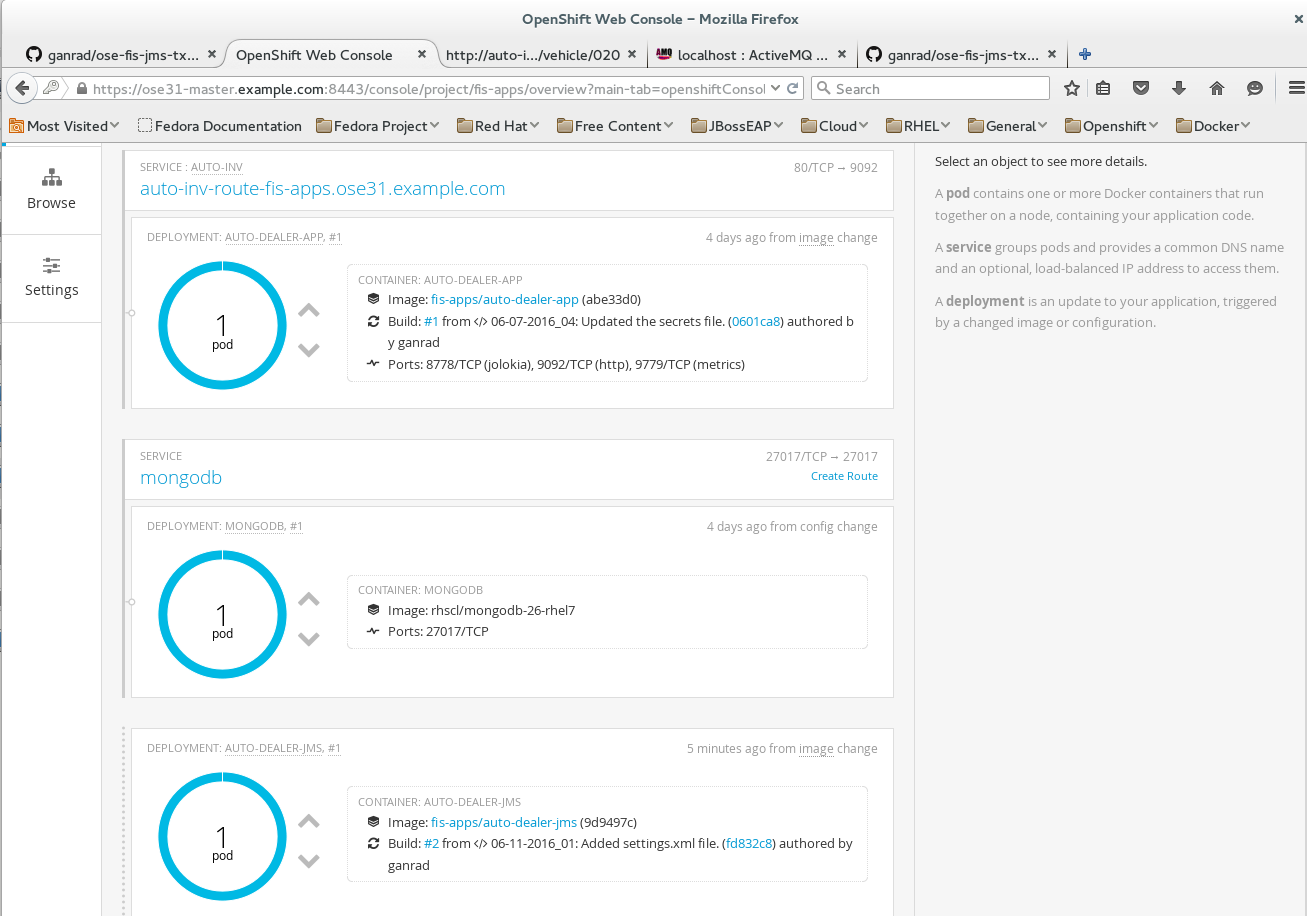 OpenShift Web Console – Mozilla Firefox
ganrad/ose-fis-jms-tx... × OpenShift Web Console × http://auto-i.../vehicle/020 × AMQ localhost : ActiveMQ ... × ganrad/ose-fis-jms-tx... ×
https://ose31-master.example.com:8443/console/project/fis-apps/overview?main-tab=openshiftConsol Search
Most Visited Fedora Documentation Fedora Project Red Hat Free Content JBossEAP Cloud RHEL General Openshift Docker
Browse
Settings
SERVICE : AUTO-INV 80/TCP → 9092
auto-inv-route-fis-apps.ose31.example.com
DEPLOYMENT: AUTO-DEALER-APP, #1 4 days ago from image change
1
pod
CONTAINER: AUTO-DEALER-APP
Image: fis-apps/auto-dealer-app (abe33d0)
Build: #1 from </> 06-07-2016_04: Updated the secrets file. (0601ca8) authored b
y ganrad
Ports: 8778/TCP (jolokia), 9092/TCP (http), 9779/TCP (metrics)
SERVICE 27017/TCP → 27017
mongodb Create Route
DEPLOYMENT: MONGODB, #1 4 days ago from config change
1
pod
CONTAINER: MONGODB
Image: rhscl/mongodb-26-rhel7
Ports: 27017/TCP
DEPLOYMENT: AUTO-DEALER-JMS, #1 5 minutes ago from image change
1
pod
CONTAINER: AUTO-DEALER-JMS
Image: fis-apps/auto-dealer-jms (9d9497c)
Build: #2 from </> 06-11-2016_01: Added settings.xml file. (fd832c8) authored by
ganrad
Select an object to see more details.
A pod contains one or more Docker containers that run
together on a node, containing your application code.
A service groups pods and provides a common DNS name
and an optional, load-balanced IP address to access them.
A deployment is an update to your application, triggered
by a changed image or configuration.